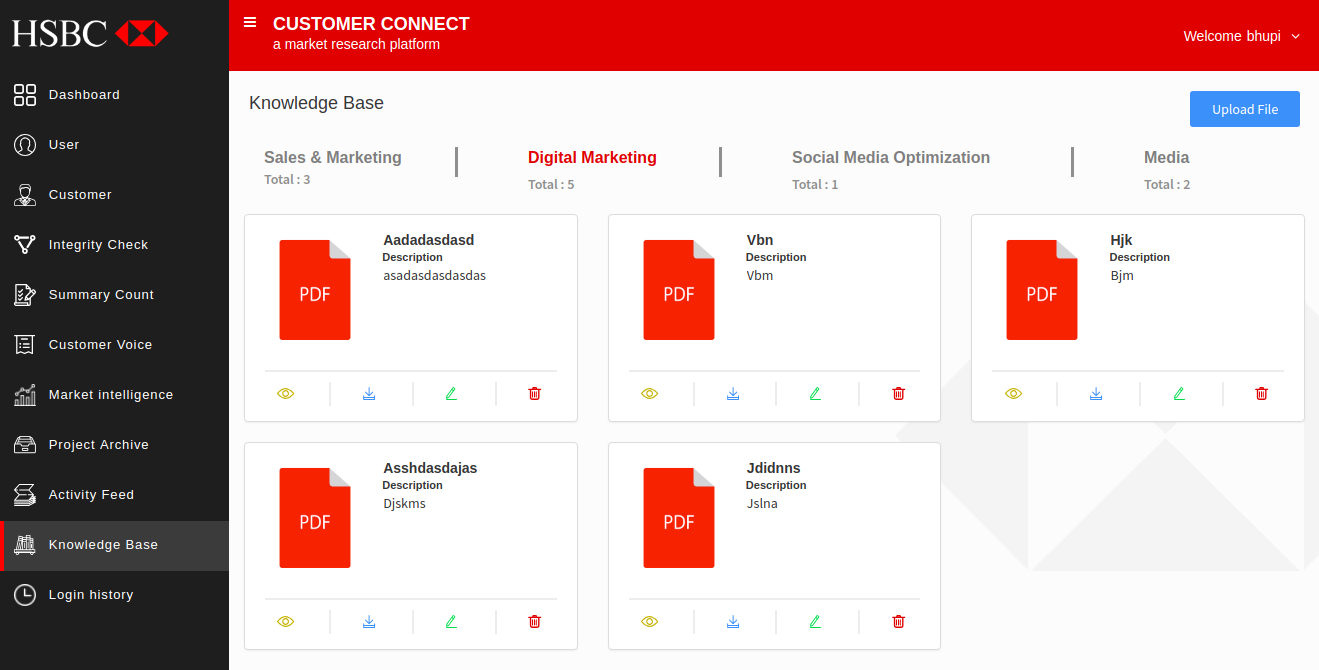 HSBC
CUSTOMER CONNECT
a market research platform
Welcome bhupi
Dashboard
User
Customer
Integrity Check
Summary Count
Customer Voice
Market intelligence
Project Archive
Activity Feed
Knowledge Base
Login history
Knowledge Base
Upload File
Sales & Marketing
Total : 3
Digital Marketing
Total : 5
Social Media Optimization
Total : 1
Media
Total : 2
PDF
Aadadasdasd
Description
asadasdasdasdas
PDF
Vbn
Description
Vbm
PDF
Hjk
Description
Bjm
PDF
Asshdasdajas
Description
Djskms
PDF
Jdidnns
Description
Jslna